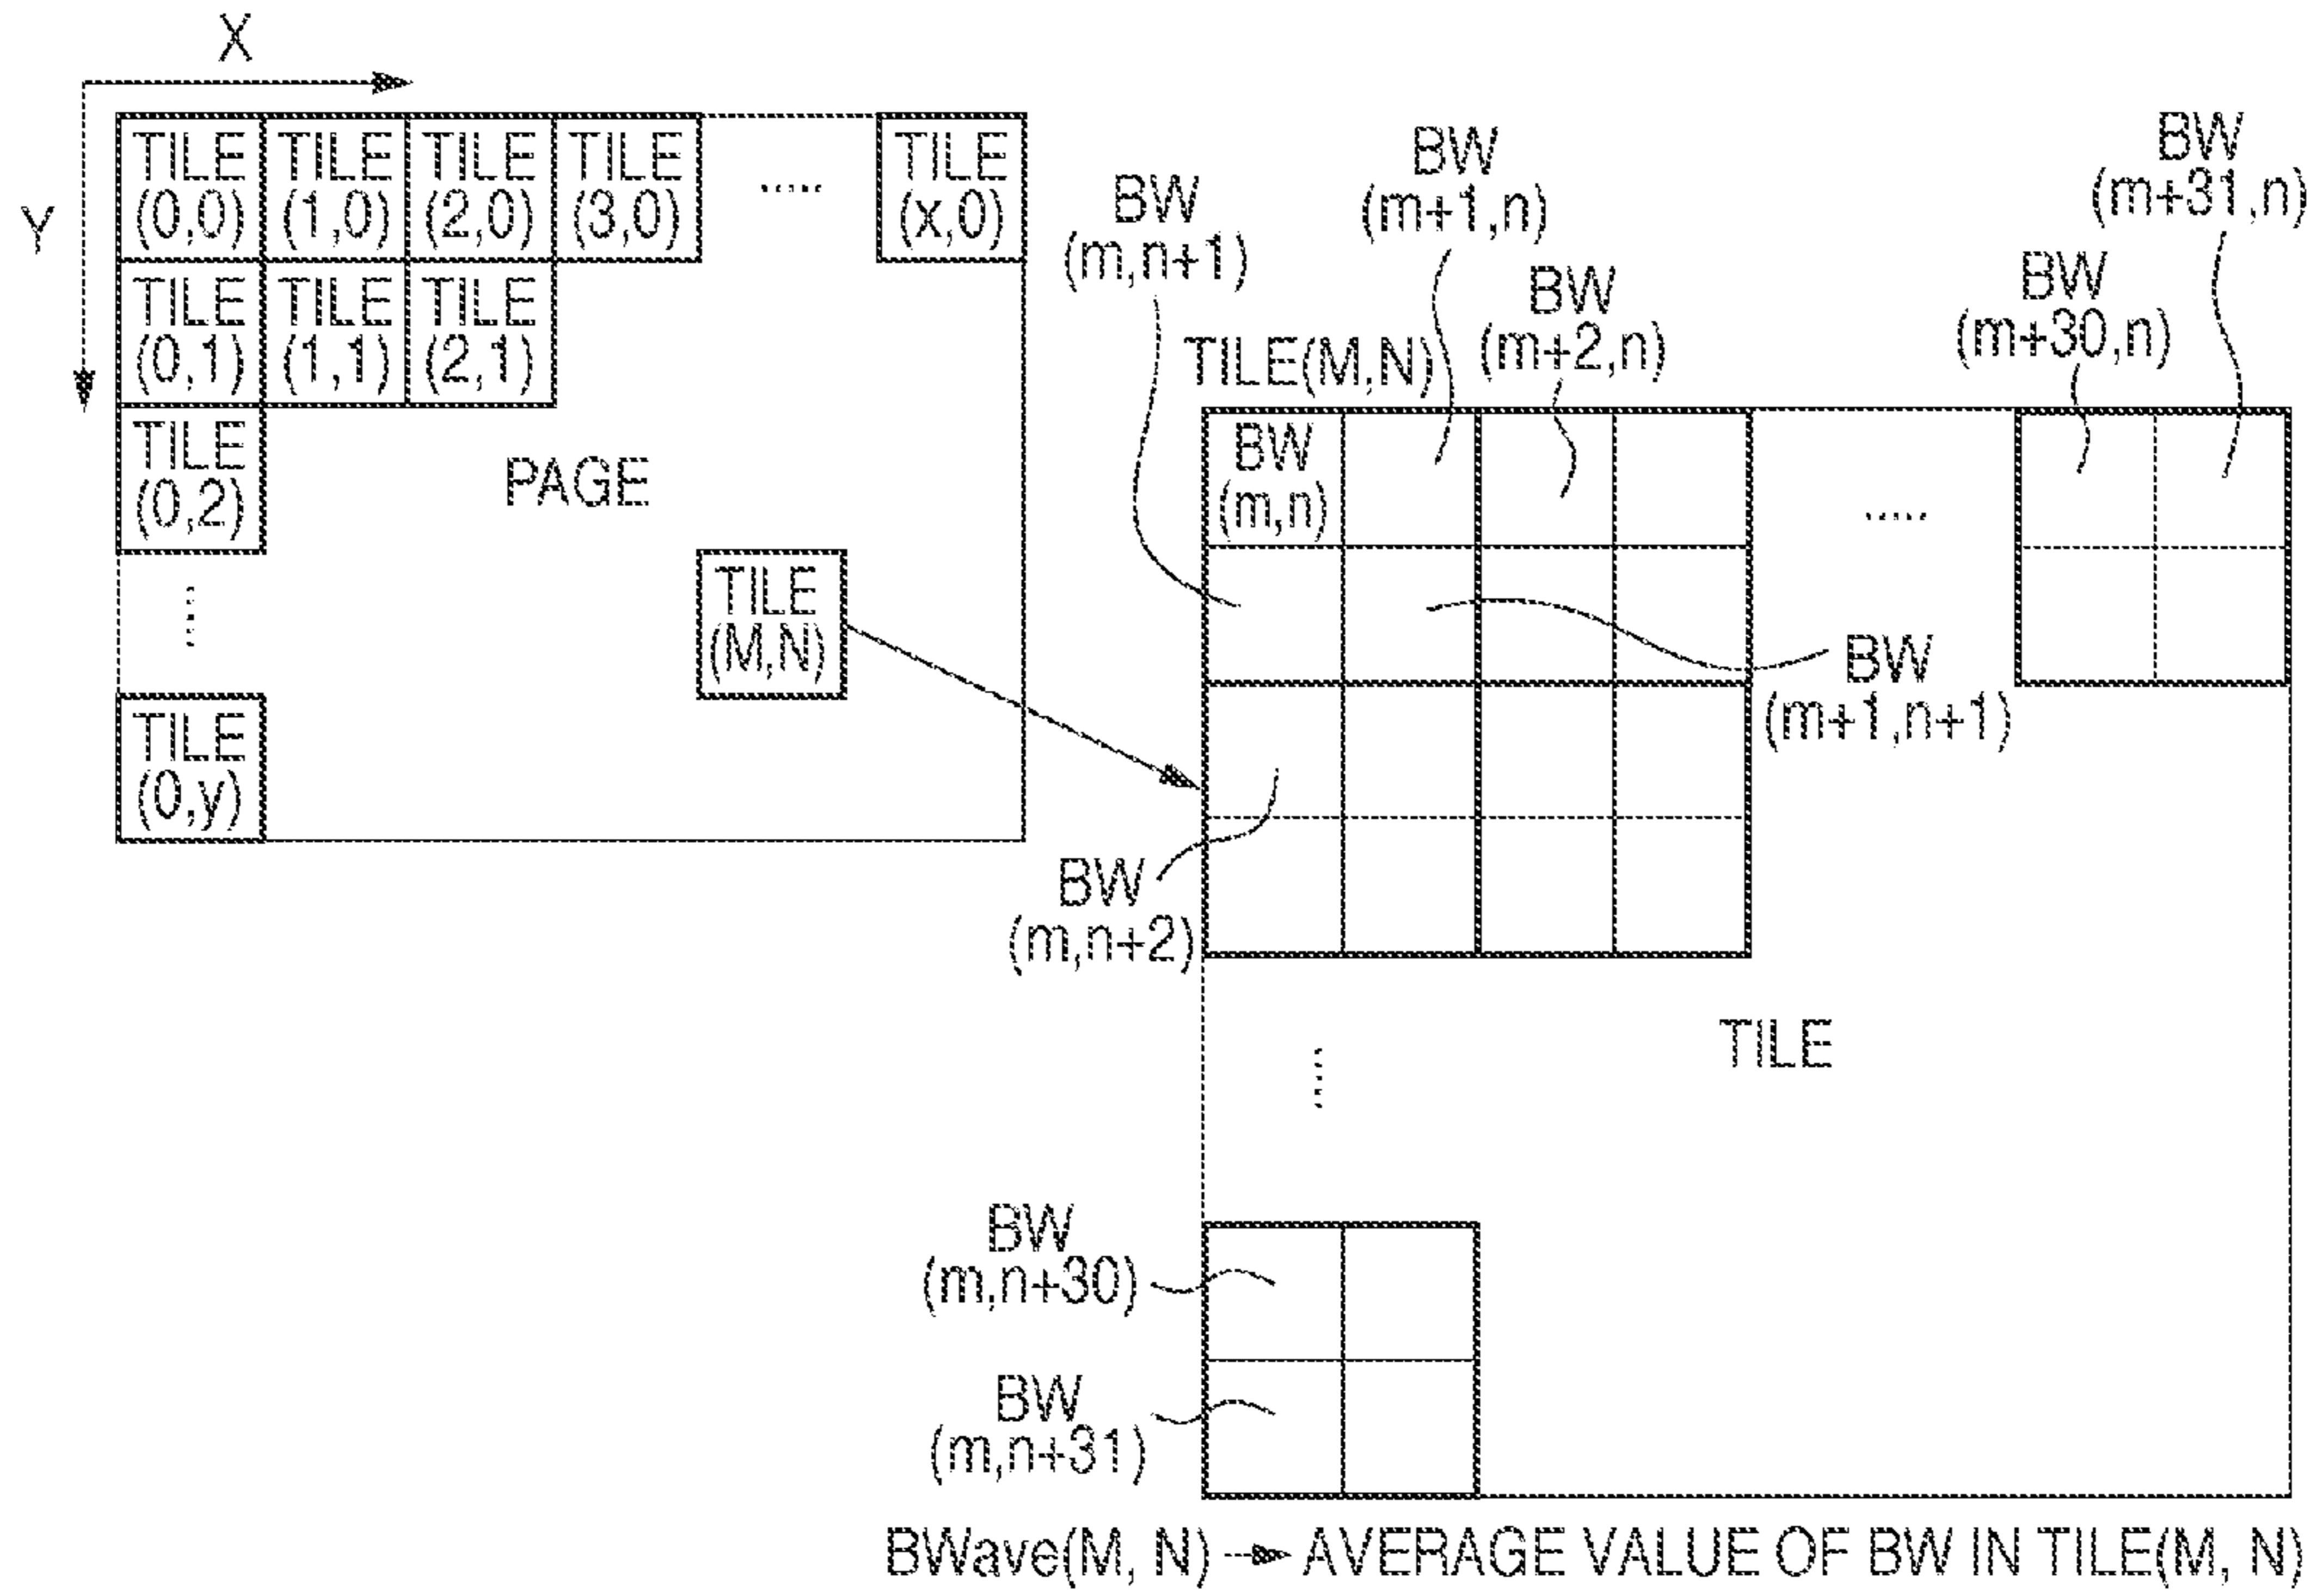 X
Y
TILE
(0,0)
TILE
(1,0)
TILE
(2,0)
TILE
(3,0)
.....
TILE
(x,0)
TILE
(0,1)
TILE
(1,1)
TILE
(2,1)
TILE
(0,2)
PAGE
TILE
(M,N)
TILE
(0,y)
BW
(m,n+1)
BW
(m+1,n)
BW
(m+2,n)
BW
(m+30,n)
BW
(m+31,n)
TILE(M,N)
BW
(m,n)
.....
BW
(m+1,n+1)
BW
(m,n+2)
TILE
BW
(m,n+30)
BW
(m,n+31)
BWave(M, N) → AVERAGE VALUE OF BW IN TILE(M, N)